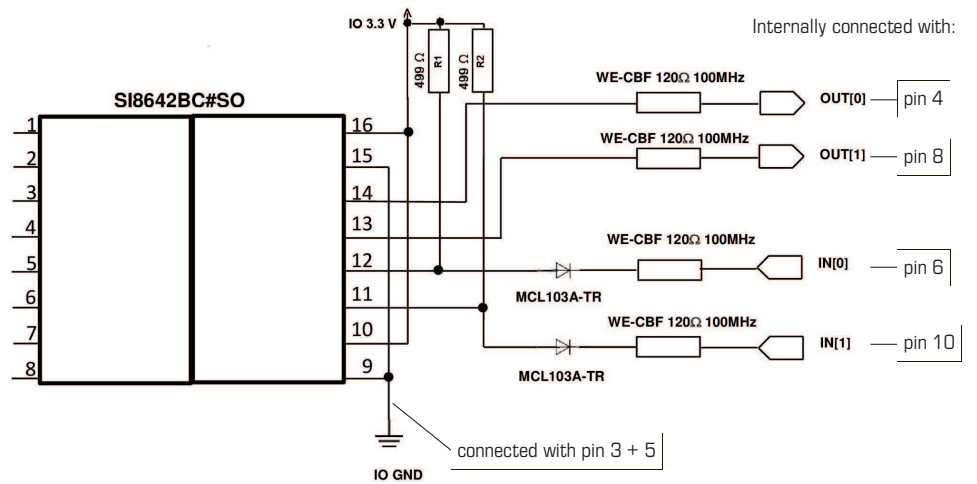 Internally connected with:
IO 3.3 V
499 Ω
R1
499 Ω
R2
WE-CBF 120Ω 100MHz
OUT[0]
pin 4
SI8642BC#SO
WE-CBF 120Ω 100MHz
OUT[1]
pin 8
1
2
3
4
5
6
7
8
16
15
14
13
12
11
10
9
WE-CBF 120Ω 100MHz
IN[0]
pin 6
MCL103A-TR
WE-CBF 120Ω 100MHz
IN[1]
pin 10
MCL103A-TR
connected with pin 3 + 5
IO GND